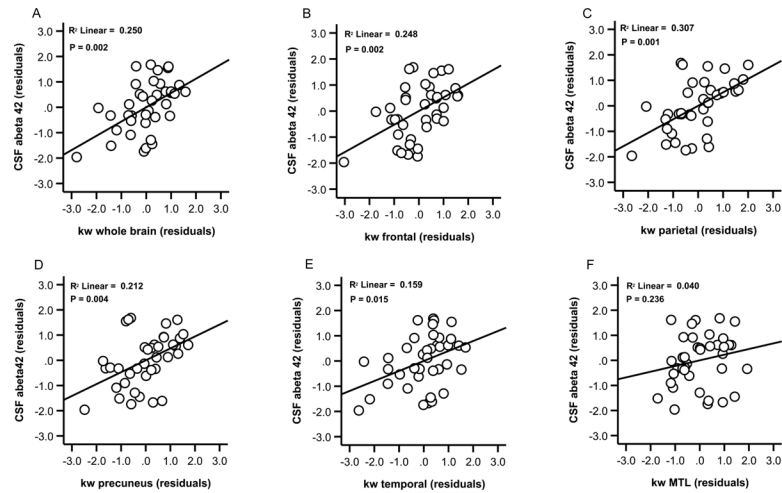 A
R² Linear = 0.250
P = 0.002
CSF abeta 42 (residuals)
3.0
2.0
1.0
.0
-1.0
-2.0
-3.0
-3.0 -2.0 -1.0 .0 1.0 2.0 3.0
kw whole brain (residuals)
B
R² Linear = 0.248
P = 0.002
CSF abeta 42 (residuals)
3.0
2.0
1.0
.0
-1.0
-2.0
-3.0
-3.0 -2.0 -1.0 .0 1.0 2.0 3.0
kw frontal (residuals)
C
R² Linear = 0.307
P = 0.001
CSF abeta 42 (residuals)
3.0
2.0
1.0
.0
-1.0
-2.0
-3.0
-3.0 -2.0 -1.0 .0 1.0 2.0 3.0
kw parietal (residuals)
D
R² Linear = 0.212
P = 0.004
CSF abeta42 (residuals)
3.0
2.0
1.0
.0
-1.0
-2.0
-3.0
-3.0 -2.0 -1.0 .0 1.0 2.0 3.0
kw precuneus (residuals)
E
R² Linear = 0.159
P = 0.015
CSF abeta 42 (residuals)
3.0
2.0
1.0
.0
-1.0
-2.0
-3.0
-3.0 -2.0 -1.0 .0 1.0 2.0 3.0
kw temporal (residuals)
F
R² Linear = 0.040
P = 0.236
CSF abeta 42 (residuals)
3.0
2.0
1.0
.0
-1.0
-2.0
-3.0
-3.0 -2.0 -1.0 .0 1.0 2.0 3.0
kw MTL (residuals)